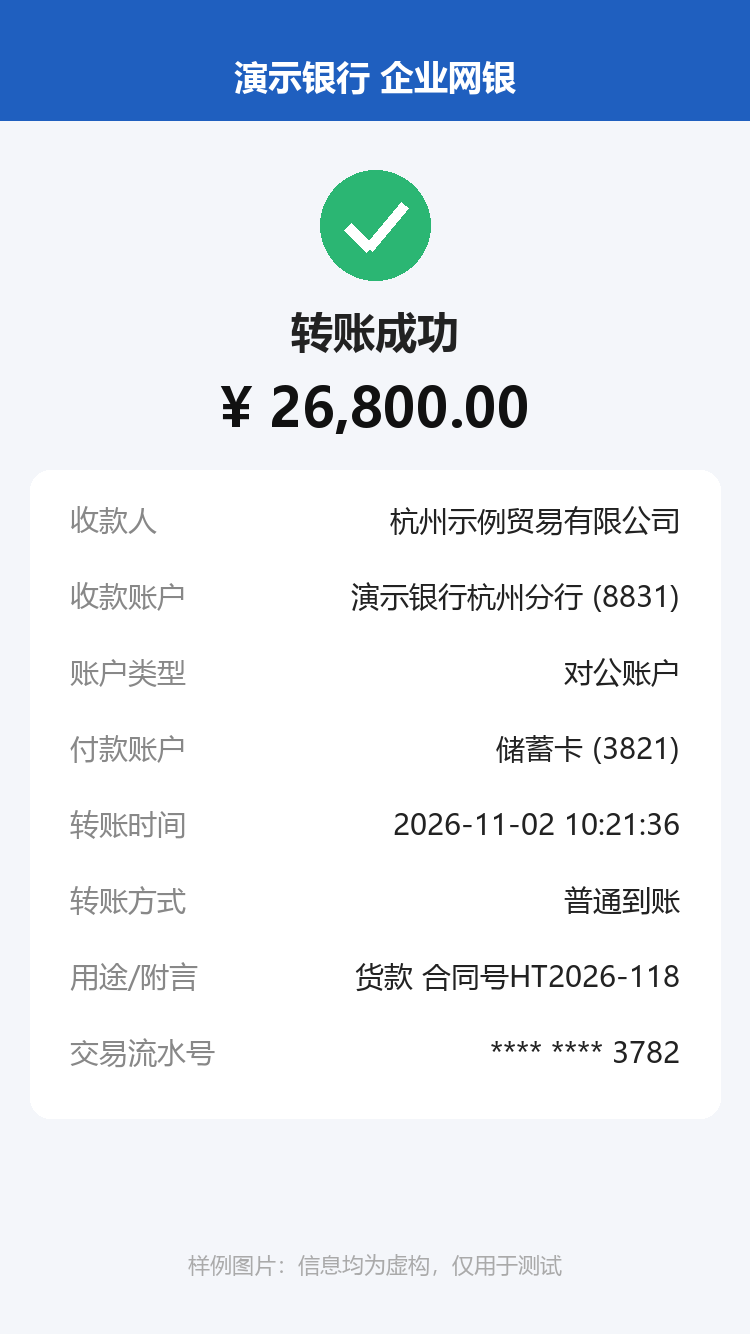 演示银行 企业网银
转账成功
¥ 26,800.00
收款人 杭州示例贸易有限公司
收款账户 演示银行杭州分行 (8831)
账户类型 对公账户
付款账户 储蓄卡 (3821)
转账时间 2026-11-02 10:21:36
转账方式 普通到账
用途/附言 货款 合同号HT2026-118
交易流水号 **** **** 3782
样例图片：信息均为虚构，仅用于测试